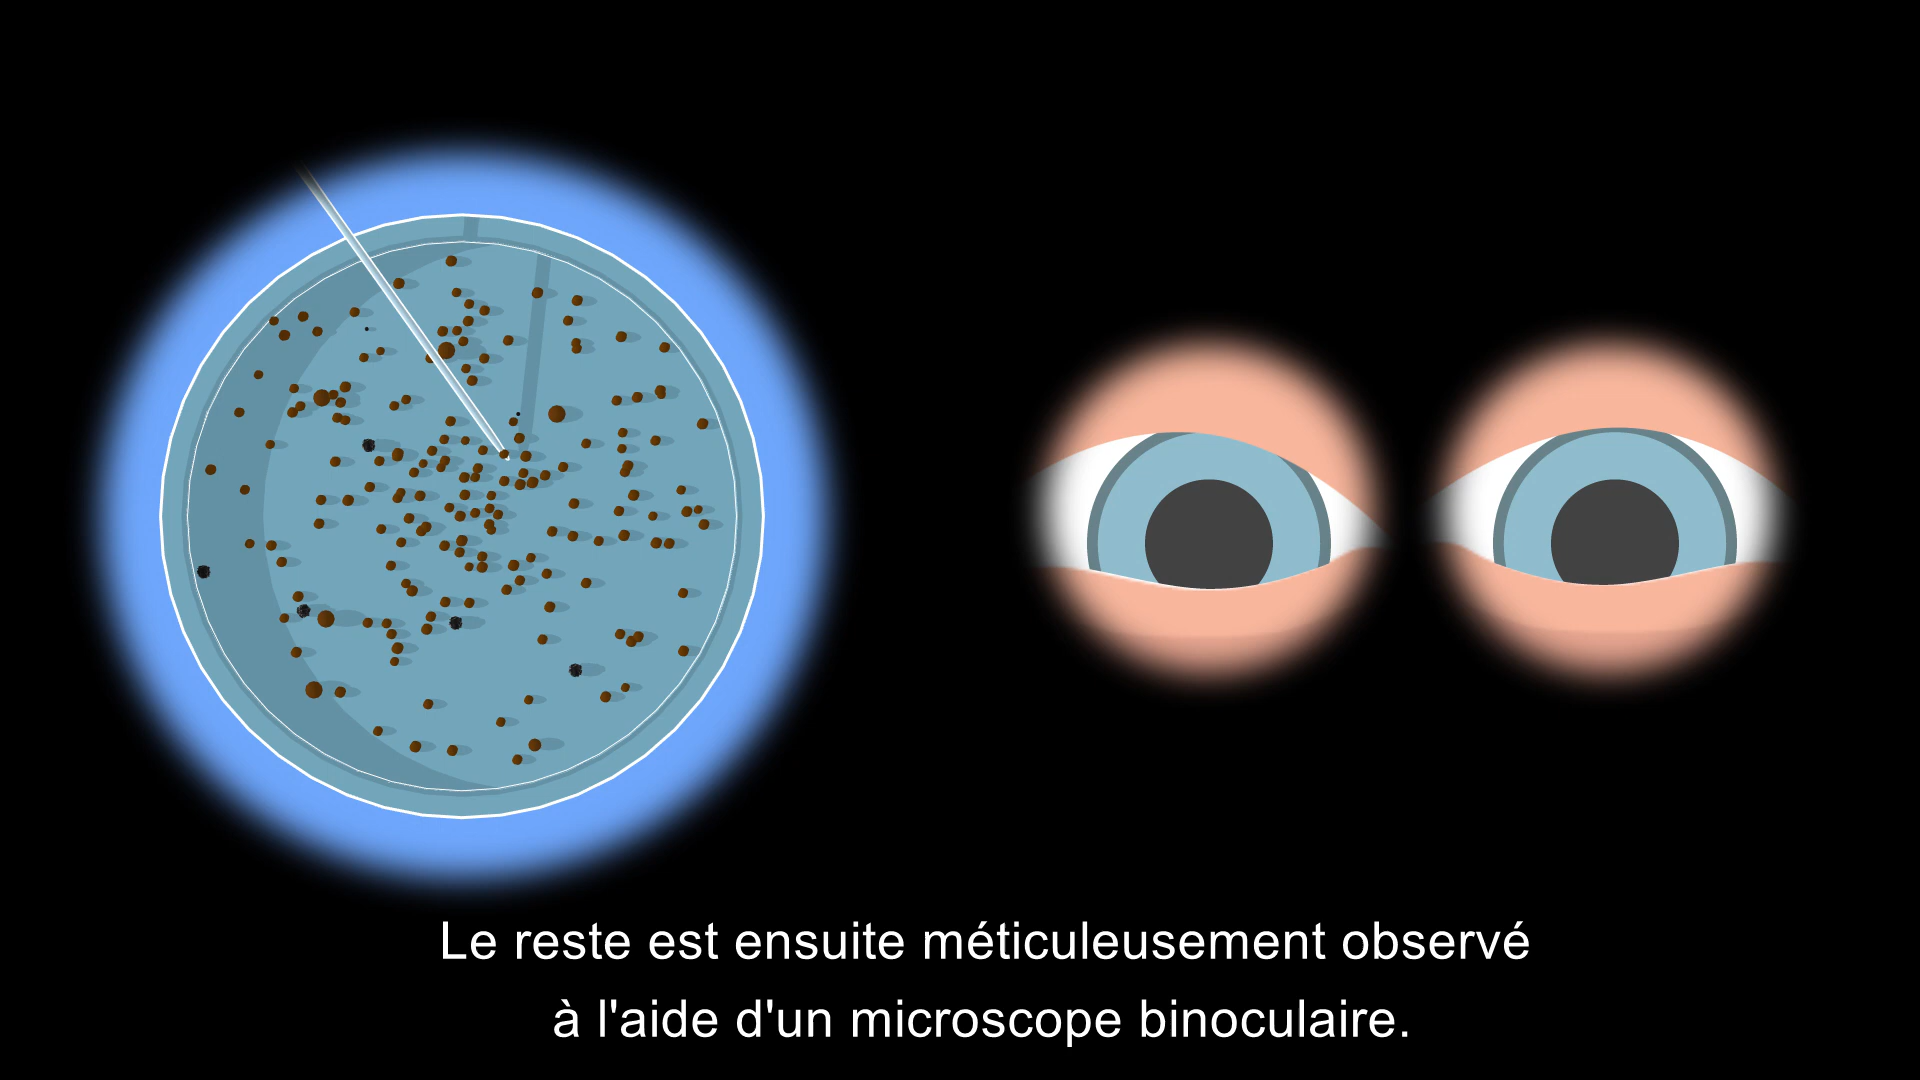 Le reste est ensuite méticuleusement observé
à l'aide d'un microscope binoculaire.